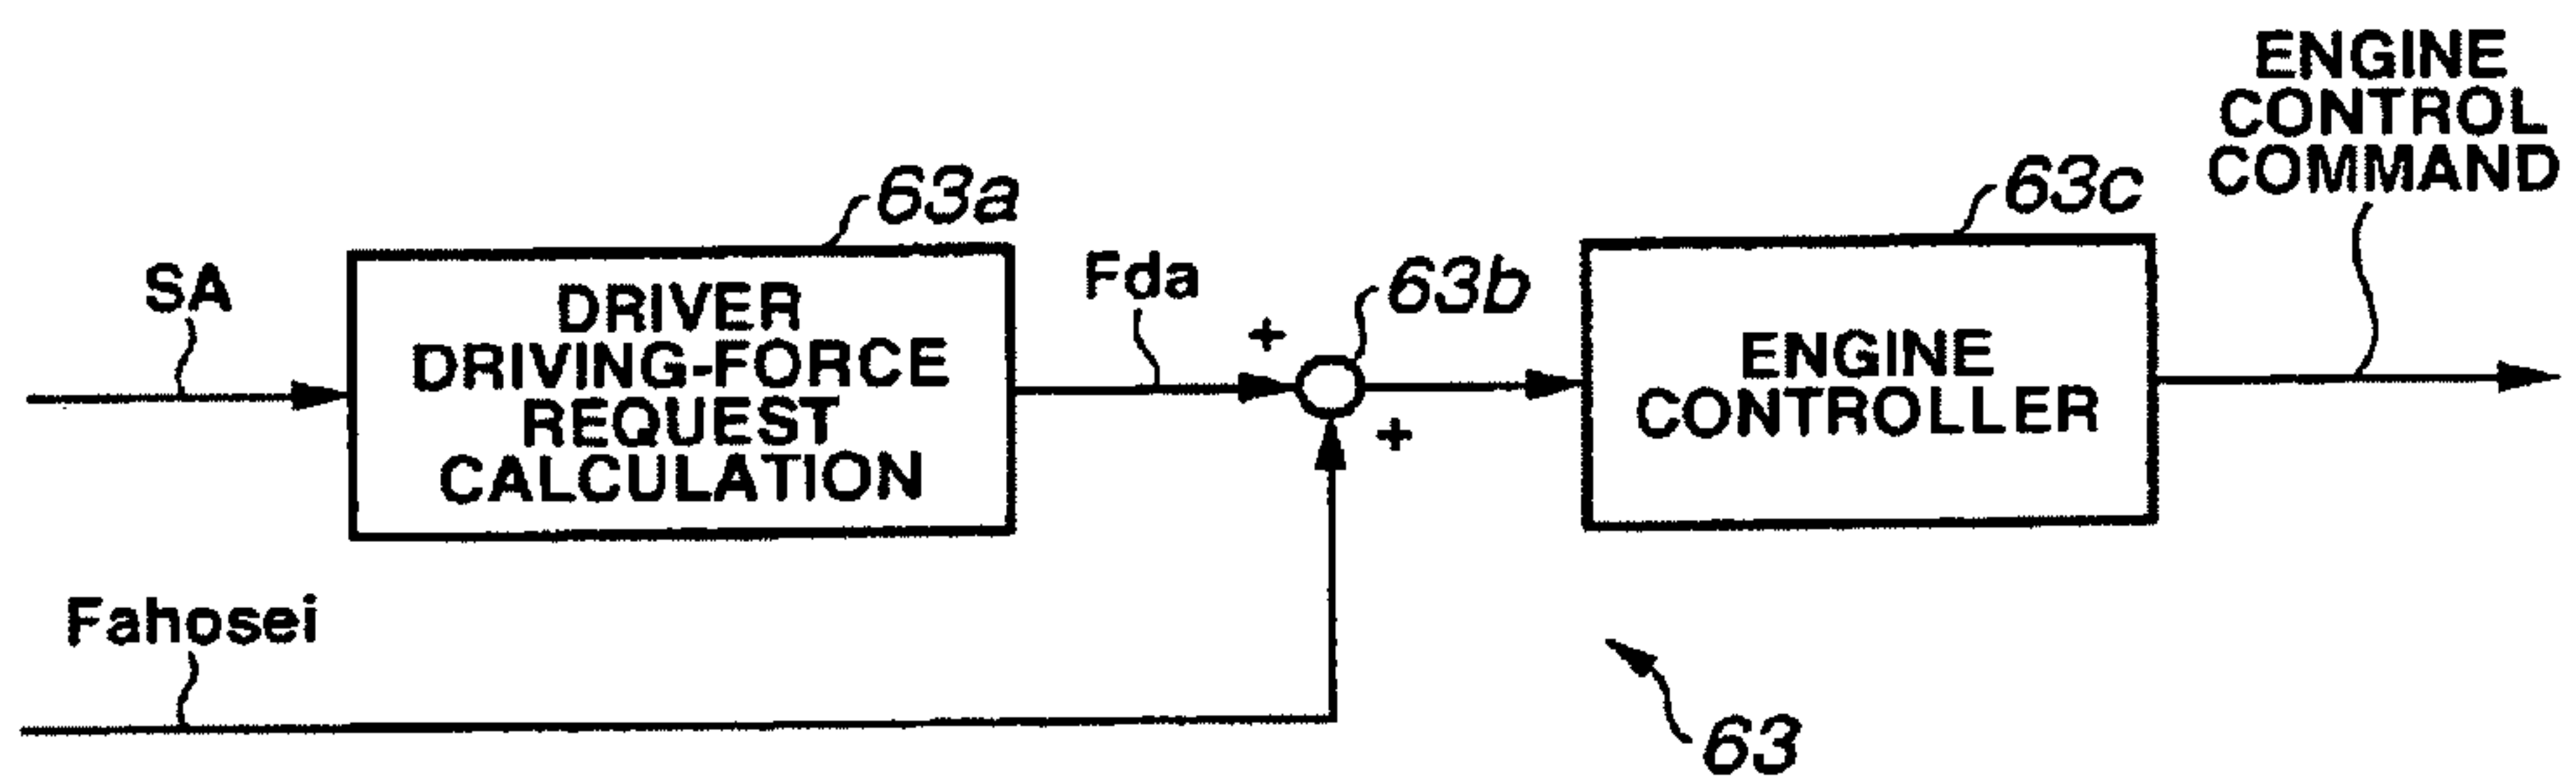 ENGINE
CONTROL
COMMAND
63a
63c
SA
DRIVER
DRIVING-FORCE
REQUEST
CALCULATION
Fda
+
63b
+
ENGINE
CONTROLLER
Fahosei
63